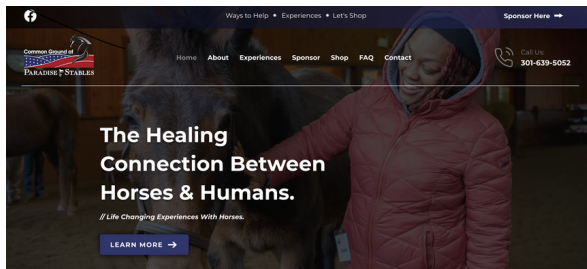 Ways to Help • Experiences • Let's Shop
Sponsor Here →
Common Ground at
PARADISE STABLES
Home About Experiences Sponsor Shop FAQ Contact
Call Us:
301-639-5052
The Healing
Connection Between
Horses & Humans.
// Life Changing Experiences With Horses.
LEARN MORE →